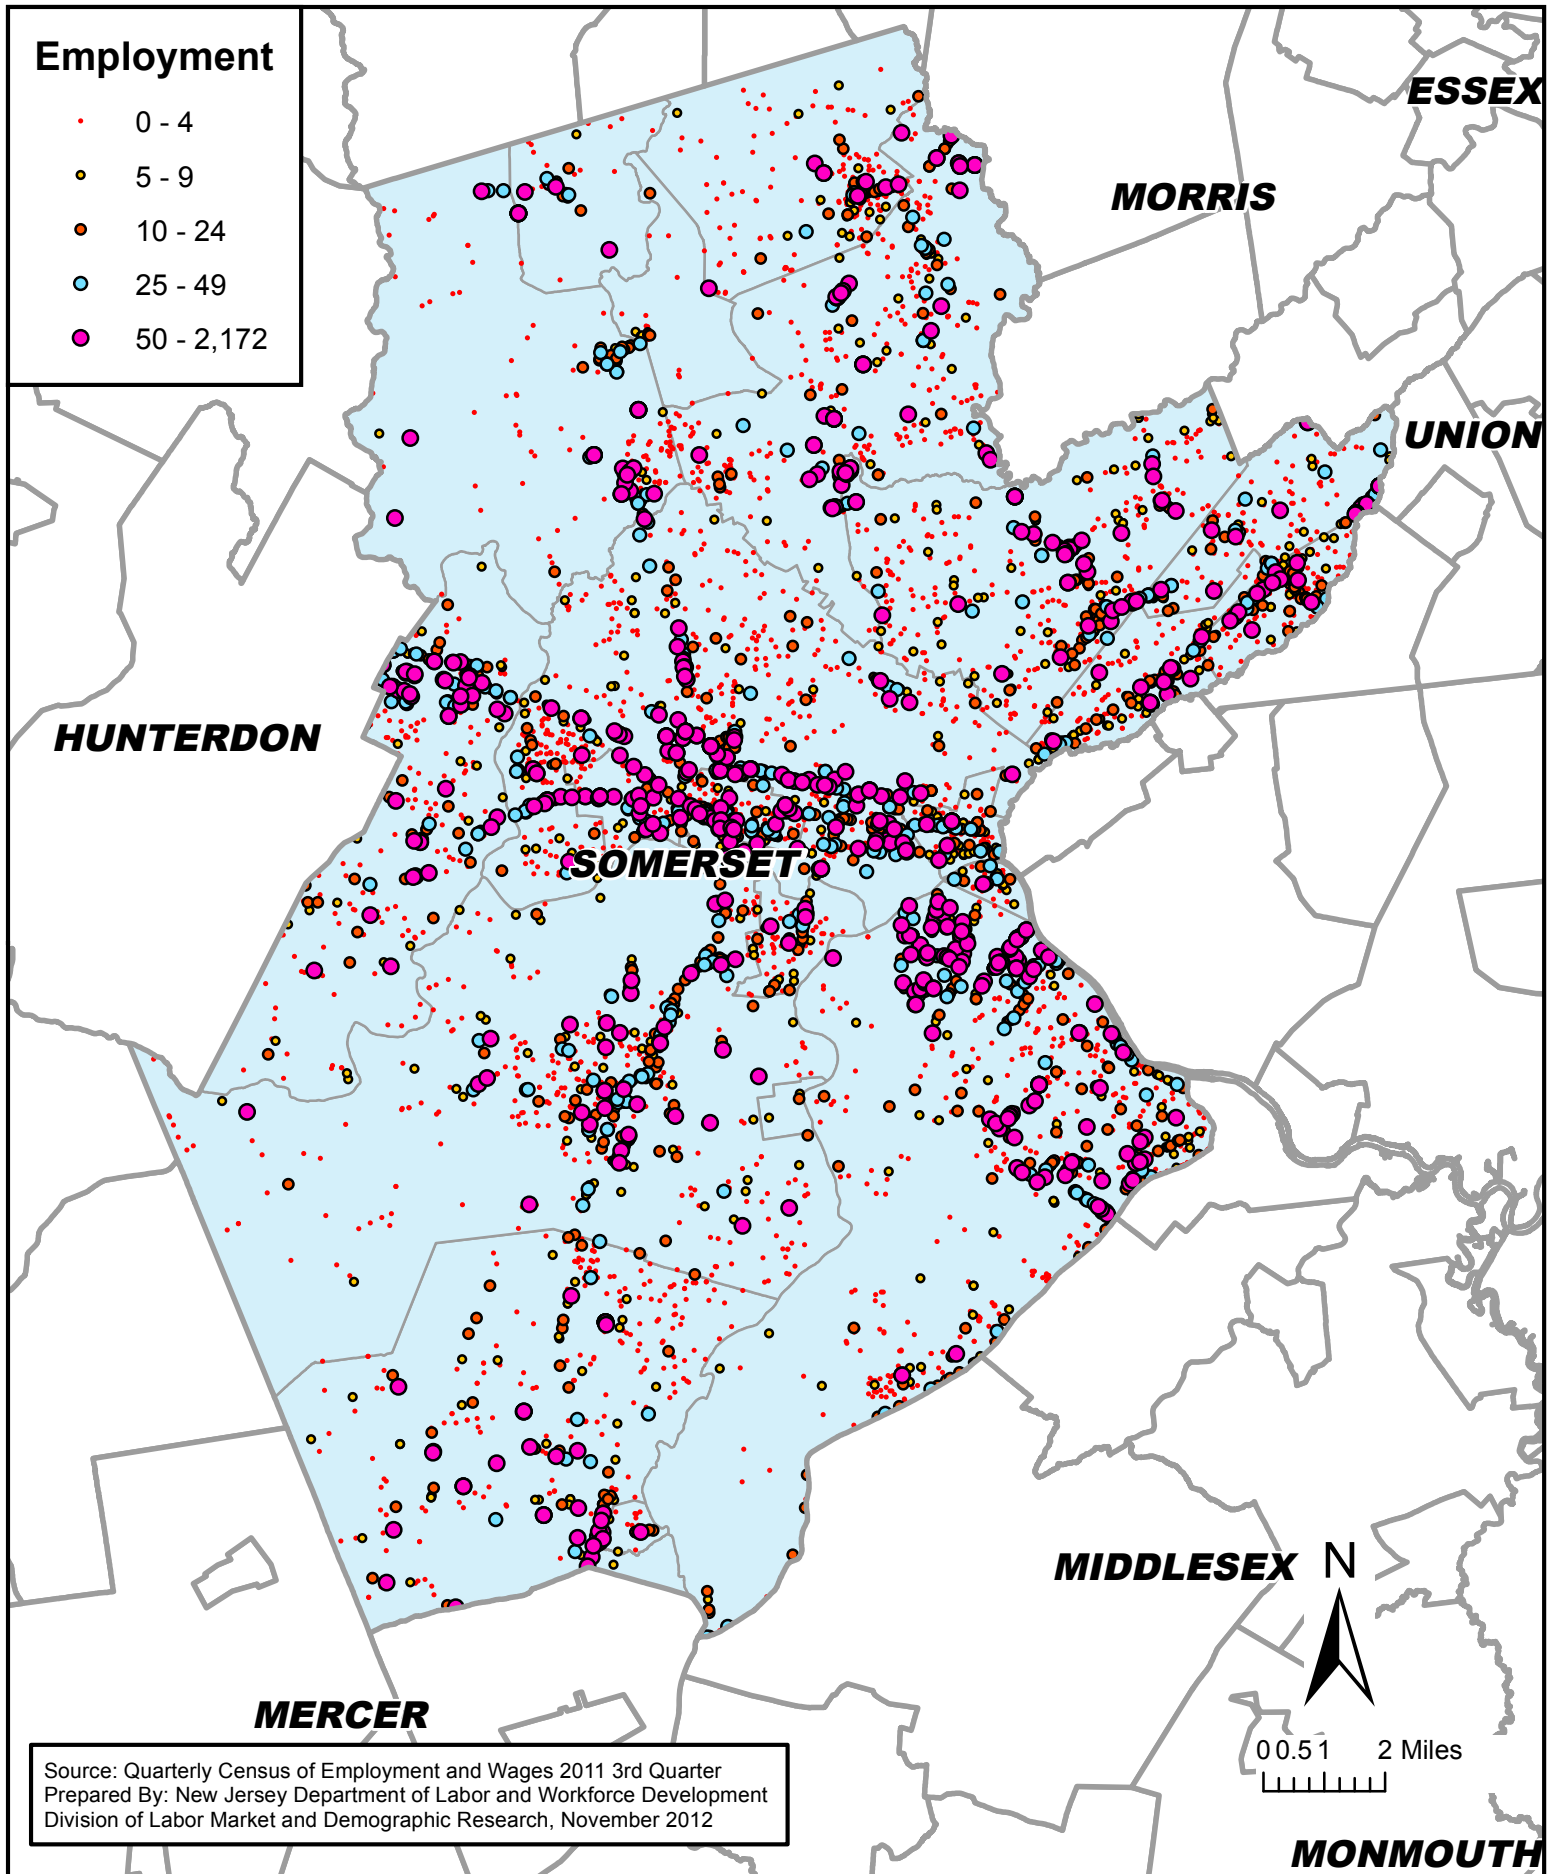 Employment
0 - 4
5 - 9
10 - 24
25 - 49
50 - 2,172
ESSEX
MORRIS
UNION
HUNTERDON
SOMERSET
MIDDLESEX
N
MERCER
0 0.5 1 2 Miles
Source: Quarterly Census of Employment and Wages 2011 3rd Quarter
Prepared By: New Jersey Department of Labor and Workforce Development
Division of Labor Market and Demographic Research, November 2012
MONMOUTH